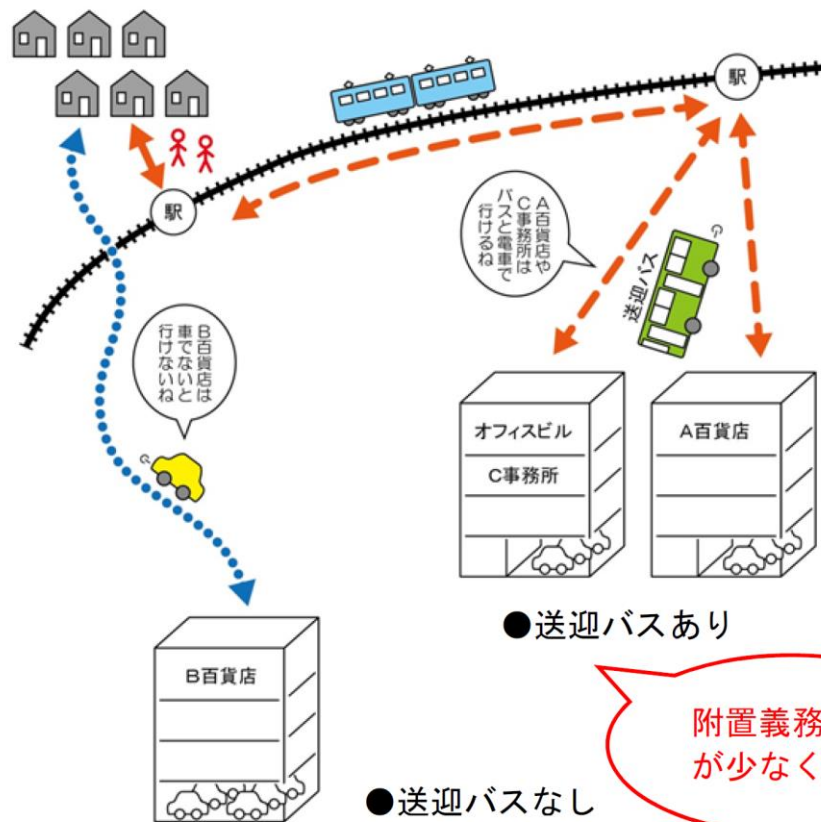 駅
駅
A百貨店や
C事務所は
バスと電車で
行けるね
送迎バス
B百貨店は
車でないと
行けないね
オフィスビル
C事務所
A百貨店
●送迎バスあり
B百貨店
附置義務
が少なく
●送迎バスなし